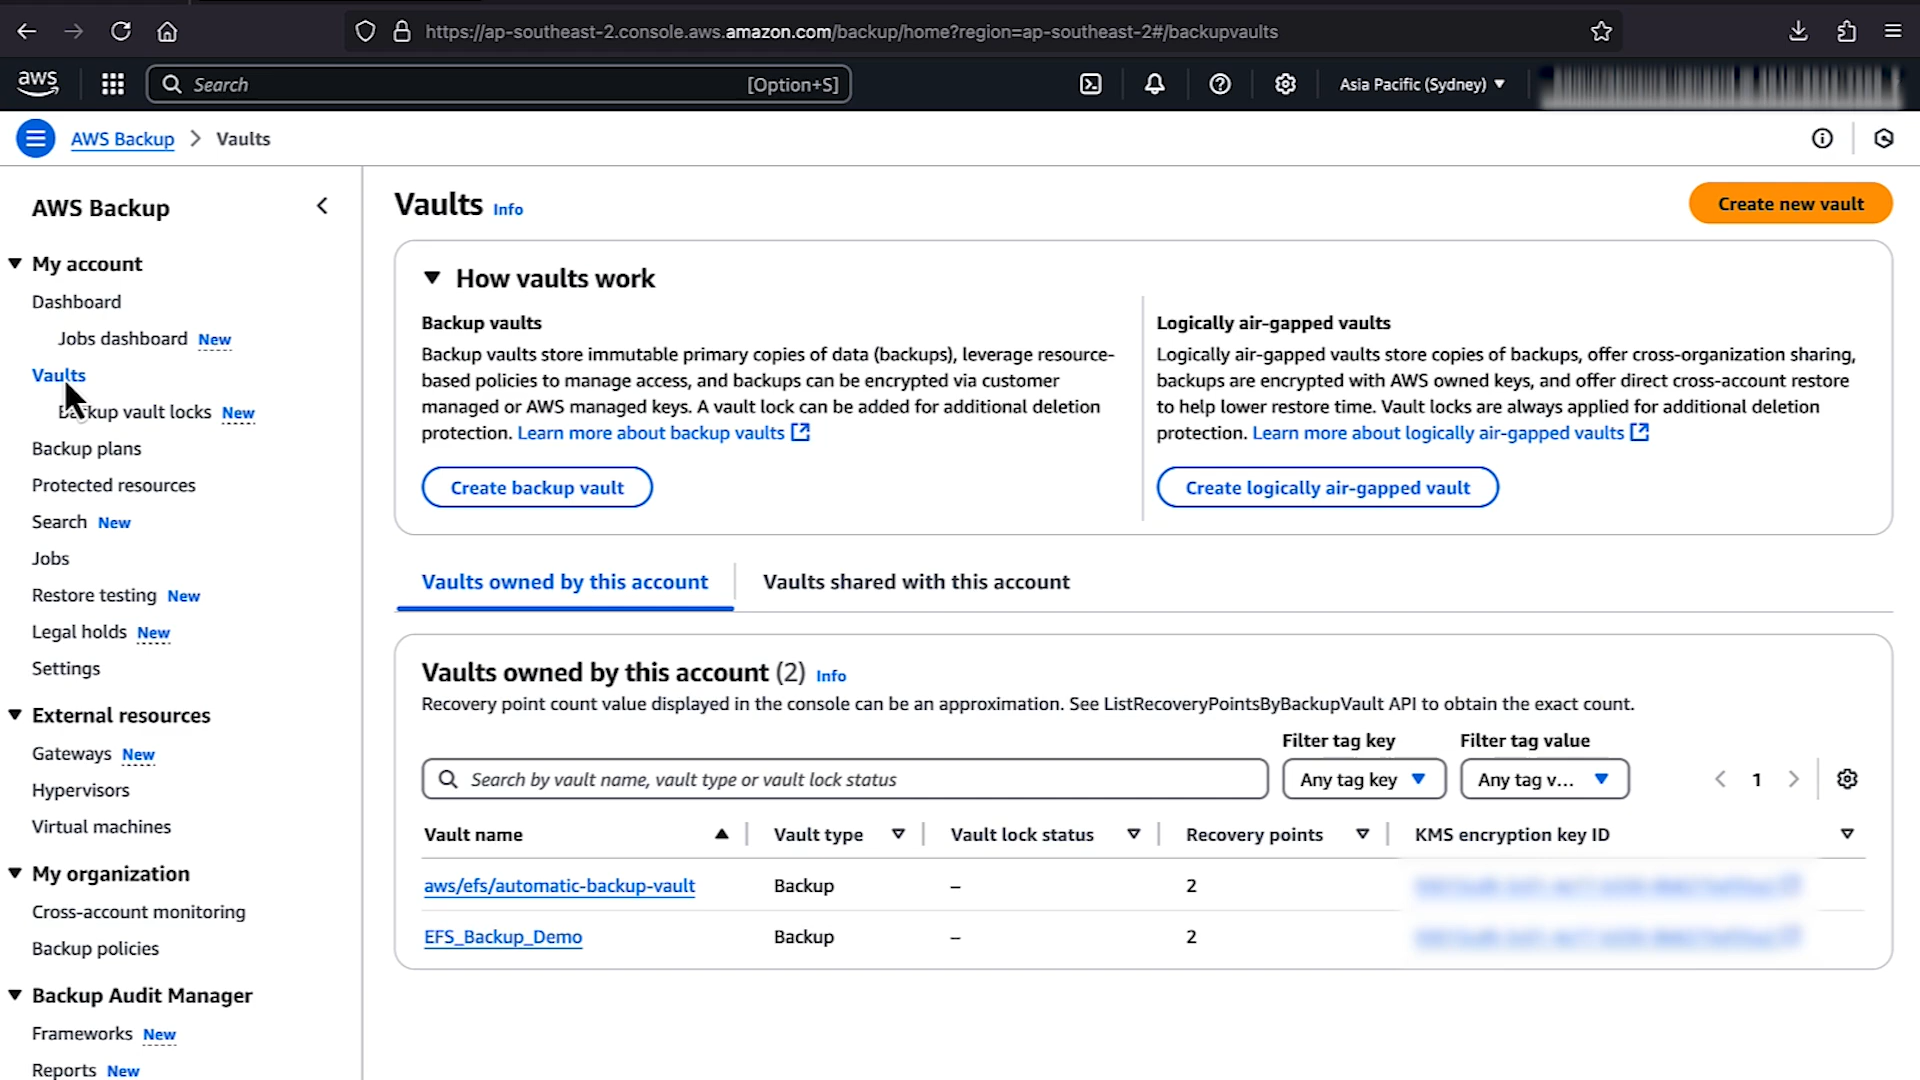 https://ap-southeast-2.console.aws.amazon.com/backup/home?region=ap-southeast-2#/backupvaults
aws
Search
[Option+S]
Asia Pacific (Sydney)
AWS Backup
Vaults
AWS Backup
My account
Dashboard
Jobs dashboard New
Vaults
Backup vault locks New
Backup plans
Protected resources
Search New
Jobs
Restore testing New
Legal holds New
Settings
External resources
Gateways New
Hypervisors
Virtual machines
My organization
Cross-account monitoring
Backup policies
Backup Audit Manager
Frameworks New
Reports New
Vaults Info
Create new vault
How vaults work
Backup vaults
Backup vaults store immutable primary copies of data (backups), leverage resource-
based policies to manage access, and backups can be encrypted via customer
managed or AWS managed keys. A vault lock can be added for additional deletion
protection. Learn more about backup vaults
Create backup vault
Logically air-gapped vaults
Logically air-gapped vaults store copies of backups, offer cross-organization sharing,
backups are encrypted with AWS owned keys, and offer direct cross-account restore
to help lower restore time. Vault locks are always applied for additional deletion
protection. Learn more about logically air-gapped vaults
Create logically air-gapped vault
Vaults owned by this account
Vaults shared with this account
Vaults owned by this account (2) Info
Recovery point count value displayed in the console can be an approximation. See ListRecoveryPointsByBackupVault API to obtain the exact count.
Filter tag key
Filter tag value
Search by vault name, vault type or vault lock status
Any tag key
Any tag v...
1
Vault name
Vault type
Vault lock status
Recovery points
KMS encryption key ID
aws/efs/automatic-backup-vault
Backup
–
2
EFS_Backup_Demo
Backup
–
2